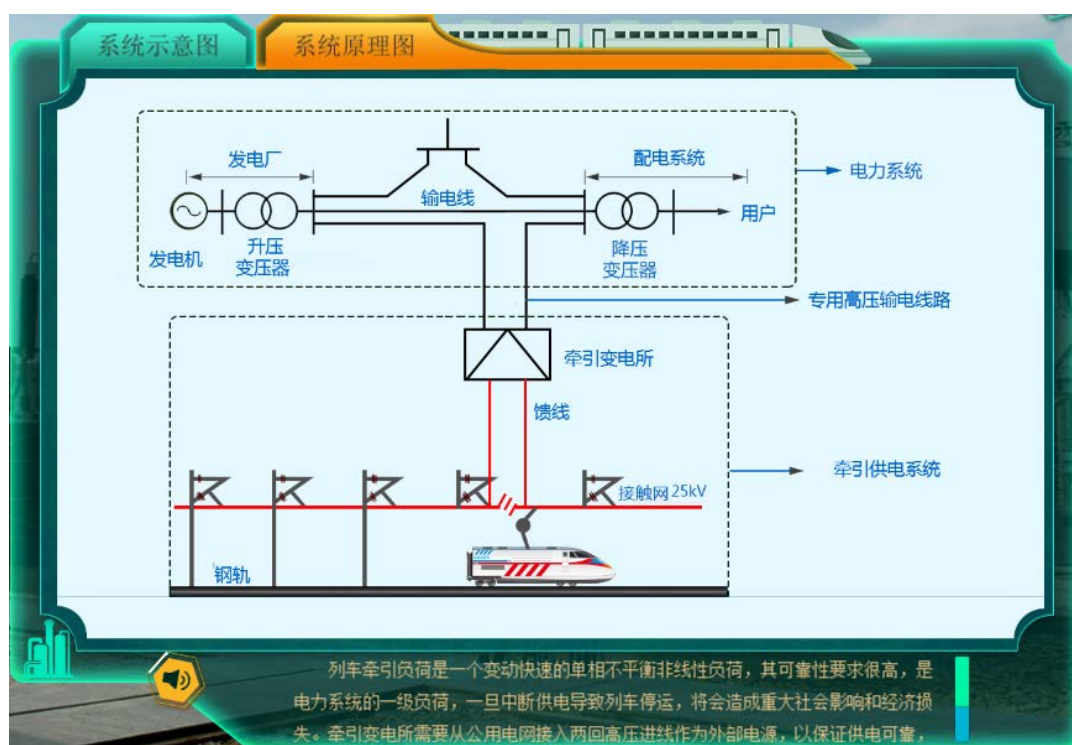 系统示意图
系统原理图
发电厂
配电系统
电力系统
输电线
用户
发电机
升压
变压器
降压
变压器
专用高压输电线路
牵引变电所
馈线
牵引供电系统
接触网 25kV
钢轨
列车牵引负荷是一个变动快速的单相不平衡非线性负荷，其可靠性要求很高，是
电力系统的一级负荷，一旦中断供电导致列车停运，将会造成重大社会影响和经济损
失。牵引变电所需要从公用电网接入两回高压进线作为外部电源，以保证供电可靠，